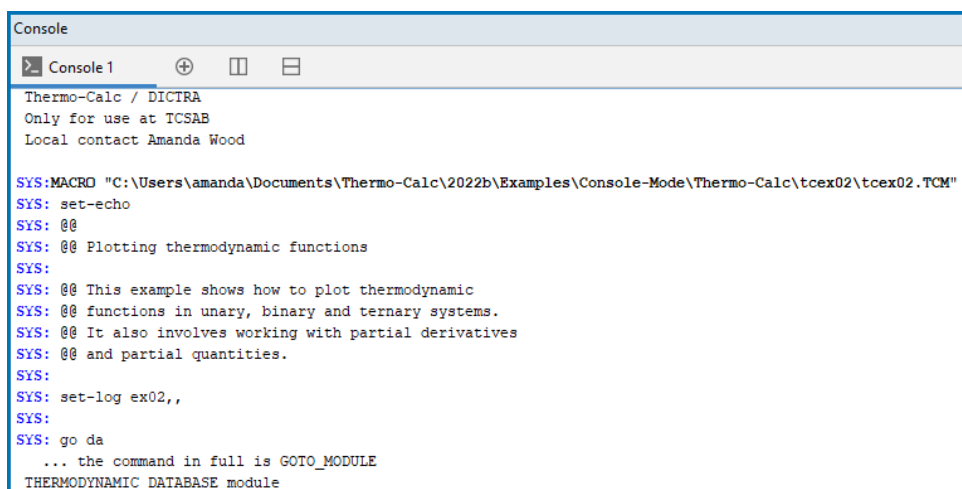 Console
Console 1
Thermo-Calc / DICTRA
Only for use at TCSAB
Local contact Amanda Wood
SYS:MACRO "C:\Users\amanda\Documents\Thermo-Calc\2022b\Examples\Console-Mode\Thermo-Calc\tcex02\tcex02.TCM"
SYS: set-echo
SYS: @@
SYS: @@ Plotting thermodynamic functions
SYS:
SYS: @@ This example shows how to plot thermodynamic
SYS: @@ functions in unary, binary and ternary systems.
SYS: @@ It also involves working with partial derivatives
SYS: @@ and partial quantities.
SYS:
SYS: set-log ex02,,
SYS:
SYS: go da
... the command in full is GOTO_MODULE
THERMODYNAMIC DATABASE module